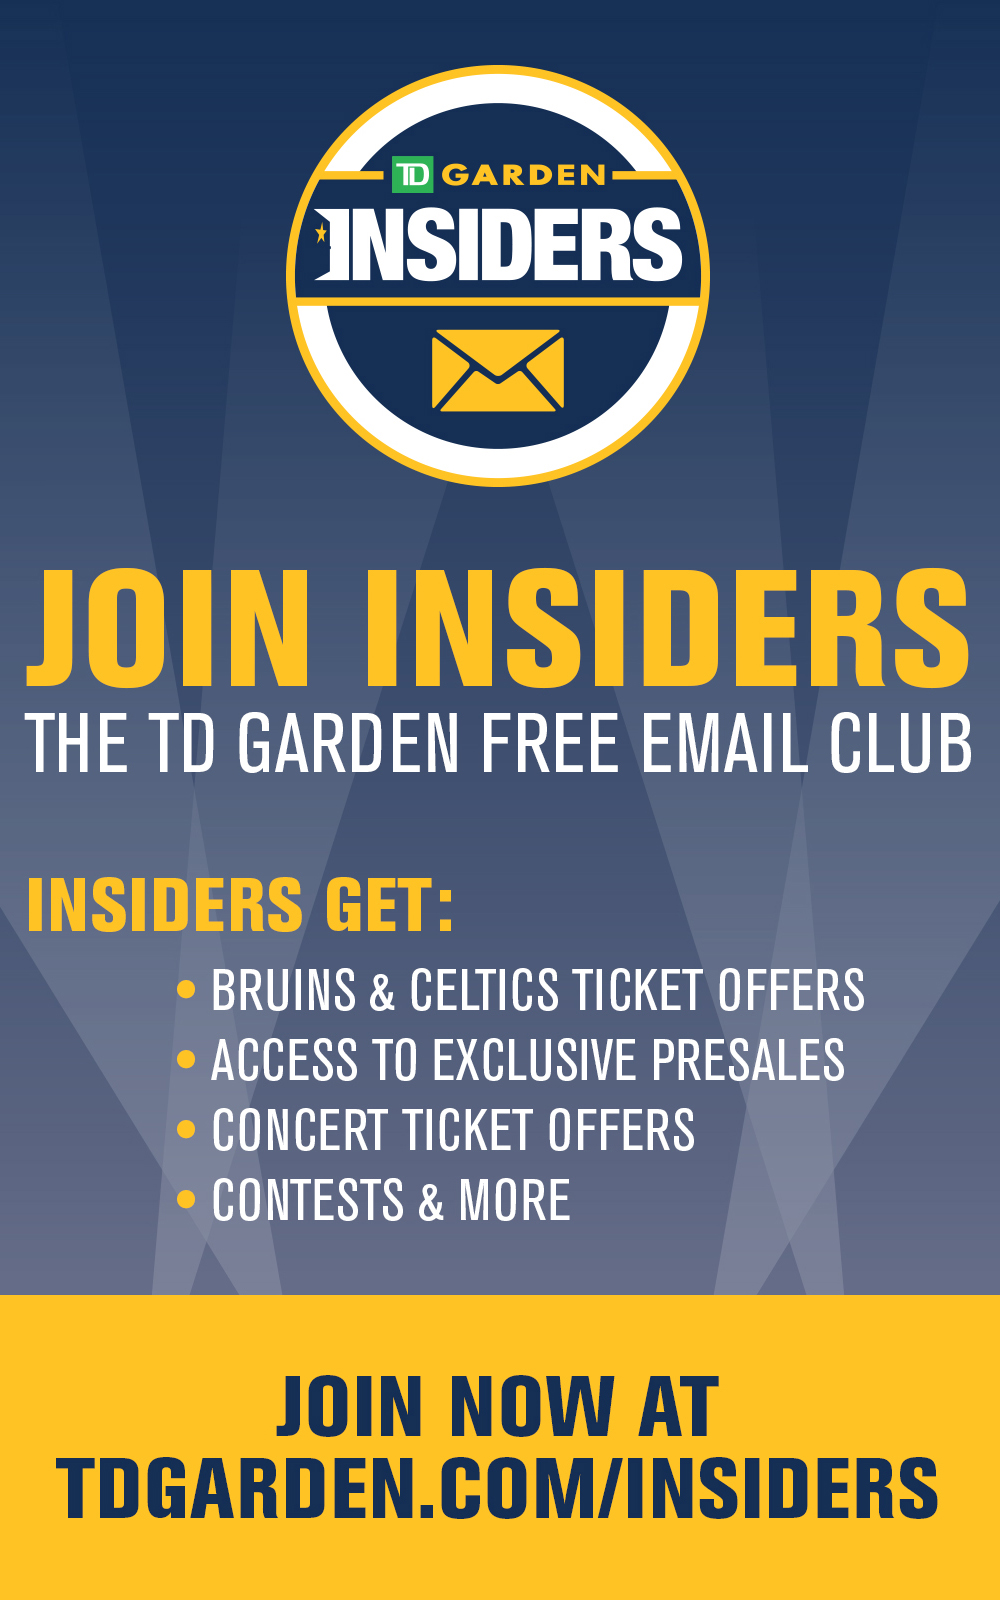 TD GARDEN
INSIDERS
JOIN INSIDERS
THE TD GARDEN FREE EMAIL CLUB
INSIDERS GET:
• BRUINS & CELTICS TICKET OFFERS
• ACCESS TO EXCLUSIVE PRESALES
• CONCERT TICKET OFFERS
• CONTESTS & MORE
JOIN NOW AT
TDGARDEN.COM/INSIDERS